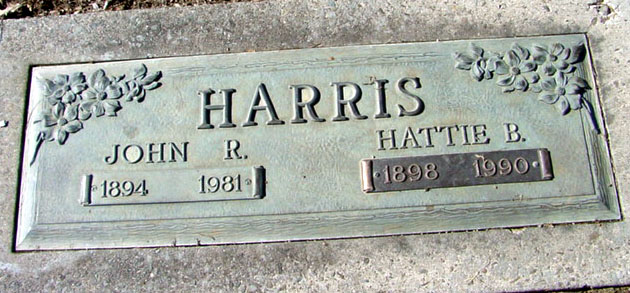 HARRIS
JOHN R.
1894 1981
HATTIE B.
1898 1990